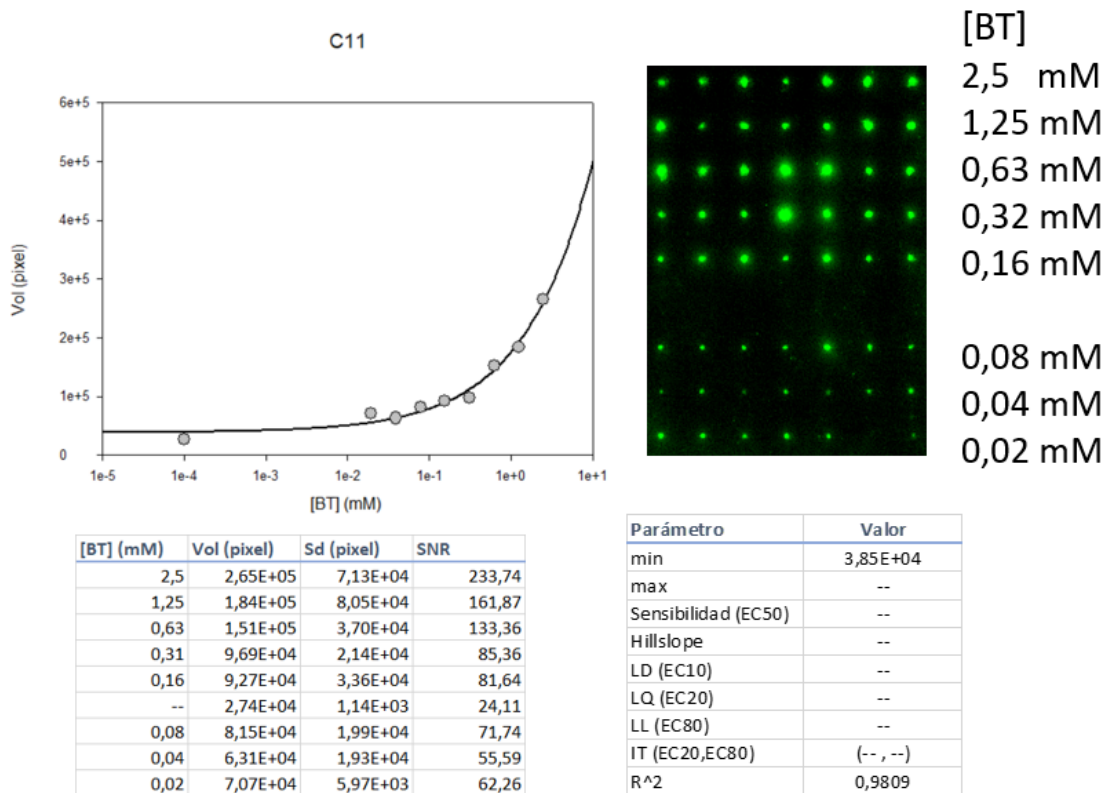 C11
6e+5
5e+5
4e+5
3e+5
2e+5
1e+5
0
Vol (pixel)
1e-5 1e-4 1e-3 1e-2 1e-1 1e+0 1e+1
[BT] (mM)
[BT]
2,5 mM
1,25 mM
0,63 mM
0,32 mM
0,16 mM
0,08 mM
0,04 mM
0,02 mM
[BT] (mM) Vol (pixel) Sd (pixel) SNR
2,5 2,65E+05 7,13E+04 233,74
1,25 1,84E+05 8,05E+04 161,87
0,63 1,51E+05 3,70E+04 133,36
0,31 9,69E+04 2,14E+04 85,36
0,16 9,27E+04 3,36E+04 81,64
-- 2,74E+04 1,14E+03 24,11
0,08 8,15E+04 1,99E+04 71,74
0,04 6,31E+04 1,93E+04 55,59
0,02 7,07E+04 5,97E+03 62,26
Parámetro Valor
min 3,85E+04
max --
Sensibilidad (EC50) --
Hillslope --
LD (EC10) --
LQ (EC20) --
LL (EC80) --
IT (EC20,EC80) (-- , --)
R^2 0,9809